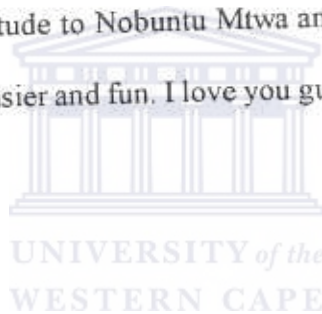 tude to Nobuntu Mtwa an
sier and fun. I love you gu
UNIVERSITY of the
WESTERN CAPE